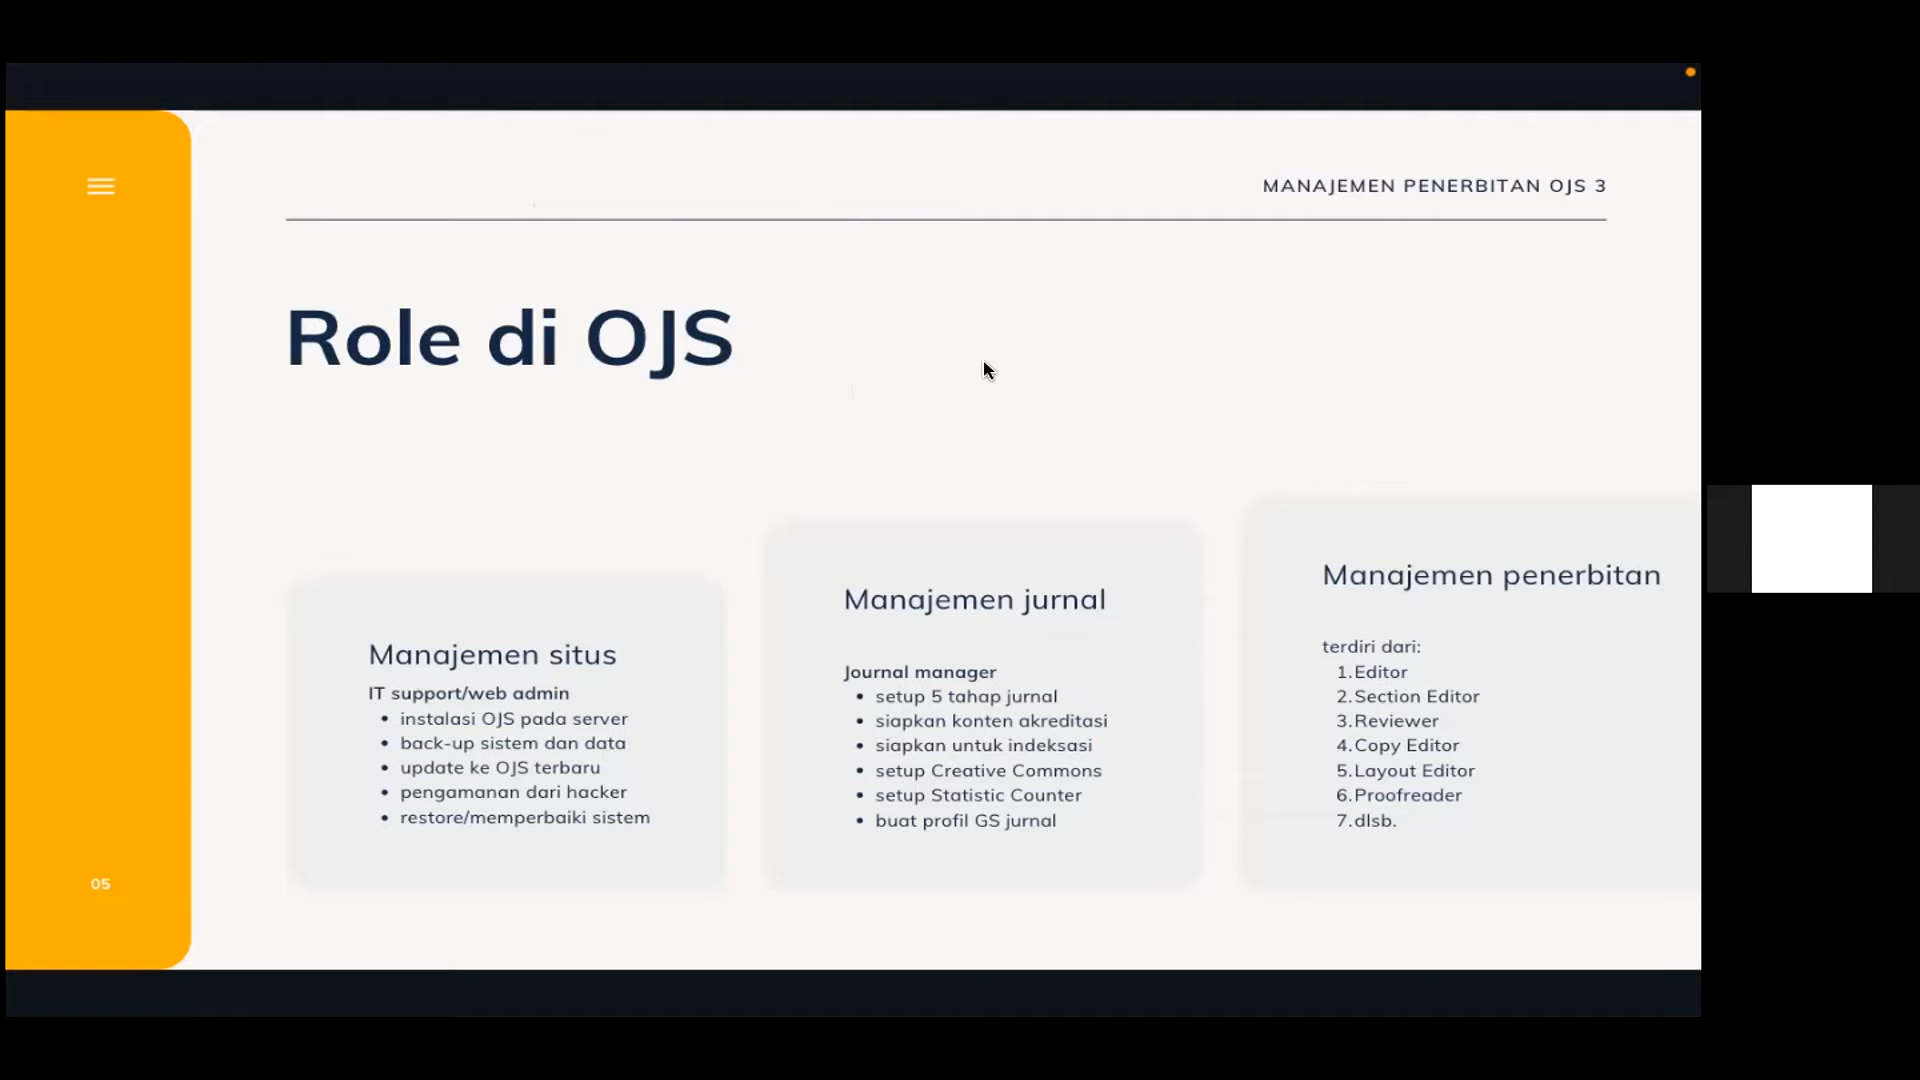 MANAJEMEN PENERBITAN OJS 3
Role di OJS
Manajemen situs
IT support/web admin
• instalasi OJS pada server
• back-up sistem dan data
• update ke OJS terbaru
• pengamanan dari hacker
• restore/memperbaiki sistem
Manajemen jurnal
Journal manager
• setup 5 tahap jurnal
• siapkan konten akreditasi
• siapkan untuk indeksasi
• setup Creative Commons
• setup Statistic Counter
• buat profil GS jurnal
Manajemen penerbitan
terdiri dari:
1.Editor
2.Section Editor
3.Reviewer
4.Copy Editor
5.Layout Editor
6.Proofreader
7.dlsb.
05